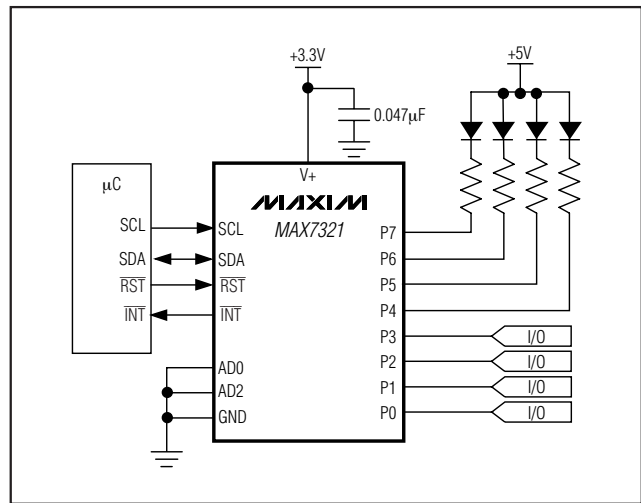 +3.3V
+5V
0.047µF
µC
V+
MAXIM
MAX7321
SCL
SCL
SDA
SDA
RST
RST
INT
INT
AD0
AD2
GND
P7
P6
P5
P4
P3
I/O
P2
I/O
P1
I/O
P0
I/O